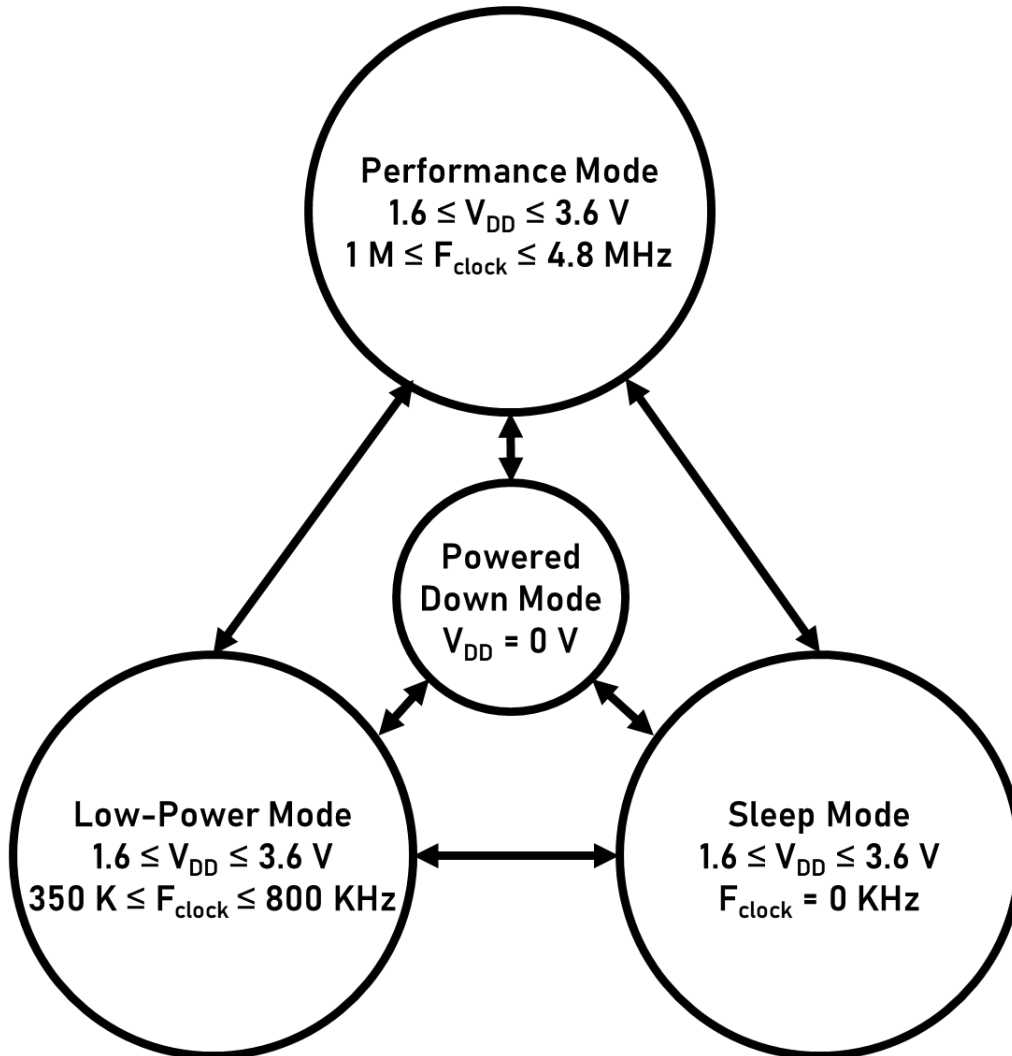 Performance Mode
1.6 ≤ V_DD ≤ 3.6 V
1 M ≤ F_clock ≤ 4.8 MHz
Powered
Down Mode
V_DD = 0 V
Low-Power Mode
1.6 ≤ V_DD ≤ 3.6 V
350 K ≤ F_clock ≤ 800 KHz
Sleep Mode
1.6 ≤ V_DD ≤ 3.6 V
F_clock = 0 KHz